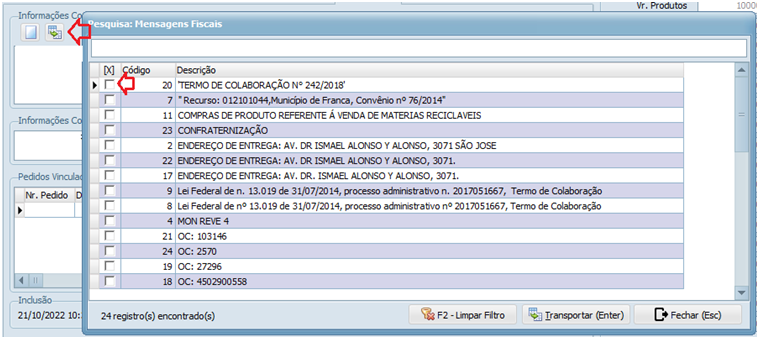 Informações Co
Pesquisa: Mensagens Fiscais
Vr. Produtos
10000
[X] Código Descrição
20 'TERMO DE COLABORAÇÃO Nº 242/2018'
7 " Recurso: 012101044,Município de Franca, Convênio nº 76/2014"
11 COMPRAS DE PRODUTO REFERENTE Á VENDA DE MATERIAS RECICLAVEIS
23 CONFRATERNIZAÇÃO
2 ENDEREÇO DE ENTREGA: AV. DR ISMAEL ALONSO Y ALONSO, 3071 SÃO JOSE
22 ENDEREÇO DE ENTREGA: AV. DR. ISMAEL ALONSO Y ALONSO, 3071.
17 ENDEREÇO DE ENTREGA: AV. DR. ISMAEL ALONSO Y ALONSO, 3071.
9 Lei Federal de n. 13.019 de 31/07/2014, processo administrativo n. 2017051667, Termo de Colaboração
8 Lei Federal de nº 13.019 de 31/07/2014, processo administrativo nº 2017051667, Termo de Colaboração
4 MON REVE 4
21 OC: 103146
24 OC: 2570
19 OC: 27296
18 OC: 4502900558
Informações Co
Pedidos Vincula
Nr. Pedido D
Inclusão
21/10/2022 10:
24 registro(s) encontrado(s)
F2 - Limpar Filtro
Transportar (Enter)
Fechar (Esc)